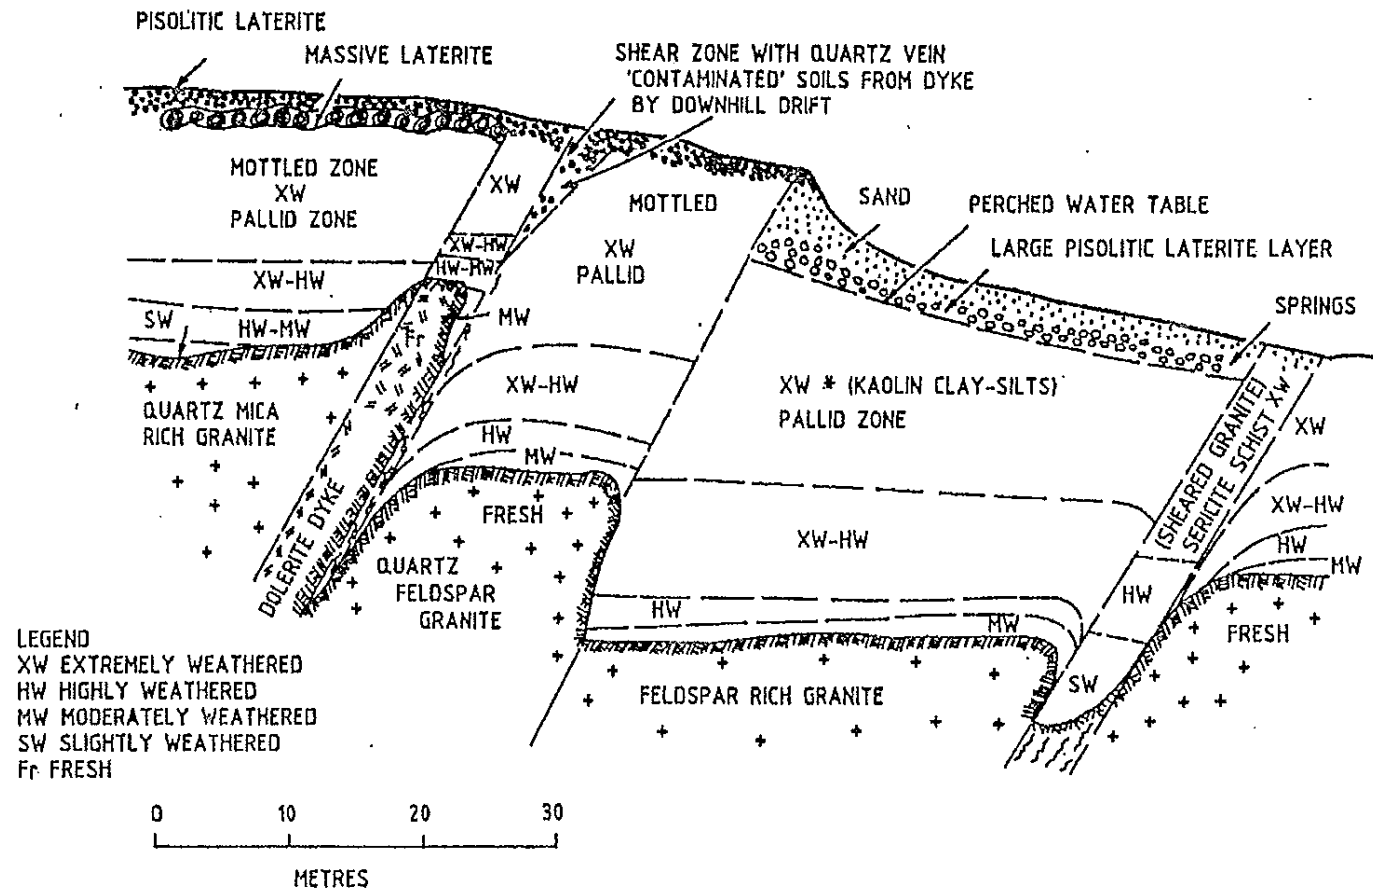 PISOLITIC LATERITE
MASSIVE LATERITE
SHEAR ZONE WITH QUARTZ VEIN
'CONTAMINATED' SOILS FROM DYKE
BY DOWNHILL DRIFT
MOTTLED ZONE
XW
PALLID ZONE
XW
MOTTLED
XW
PALLID
SAND
PERCHED WATER TABLE
LARGE PISOLITIC LATERITE LAYER
SPRINGS
XW-HW
HW-MW
XW-HW
SW
HW-MW
Fr
MW
XW-HW
HW
MW
XW * (KAOLIN CLAY-SILTS)
PALLID ZONE
(SHEARED GRANITE)
SERICITE SCHIST XW
XW
XW-HW
HW
MW
QUARTZ MICA
RICH GRANITE
DOLERITE DYKE
FRESH
QUARTZ
FELDSPAR
GRANITE
XW-HW
HW
MW
HW
SW
FRESH
FELDSPAR RICH GRANITE
LEGEND
XW EXTREMELY WEATHERED
HW HIGHLY WEATHERED
MW MODERATELY WEATHERED
SW SLIGHTLY WEATHERED
Fr FRESH
0 10 20 30
METRES